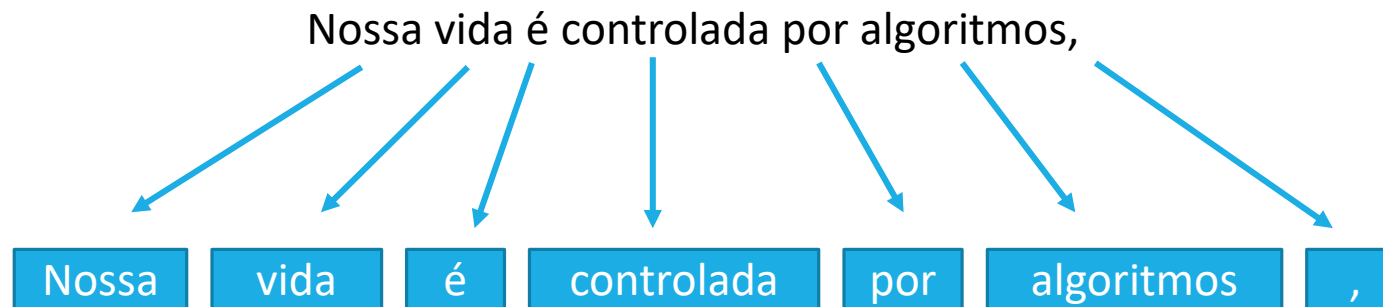 Nossa vida é controlada por algoritmos,
Nossa vida é controlada por algoritmos ,